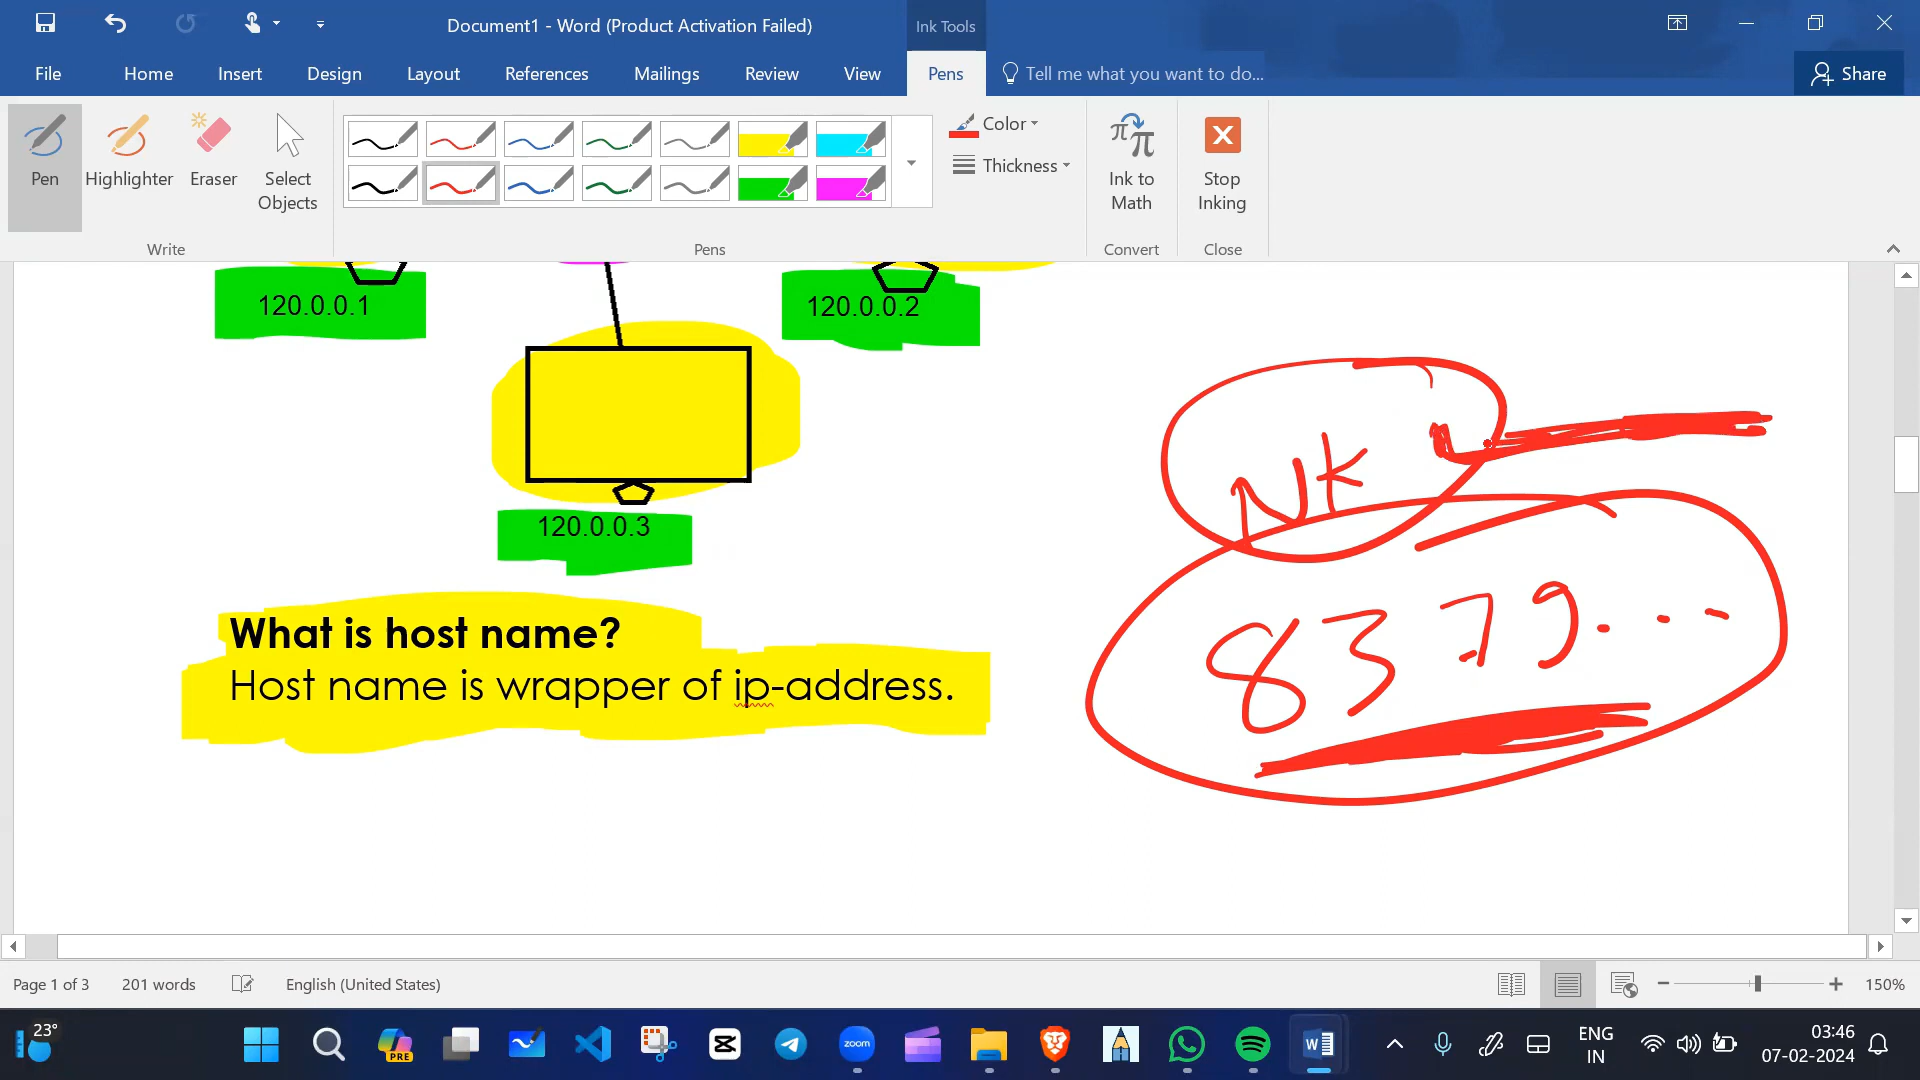 Document1 - Word (Product Activation Failed)
Ink Tools
File
Home
Insert
Design
Layout
References
Mailings
Review
View
Pens
Tell me what you want to do...
Share
Pen
Highlighter
Eraser
Select Objects
Color
Thickness
Ink to Math
Stop Inking
Write
Pens
Convert
Close
120.0.0.1
120.0.0.2
NK
120.0.0.3
8379....
What is host name?
Host name is wrapper of ip-address.
Page 1 of 3
201 words
English (United States)
150%
23°
PRE
zoom
ENG
IN
03:46
07-02-2024